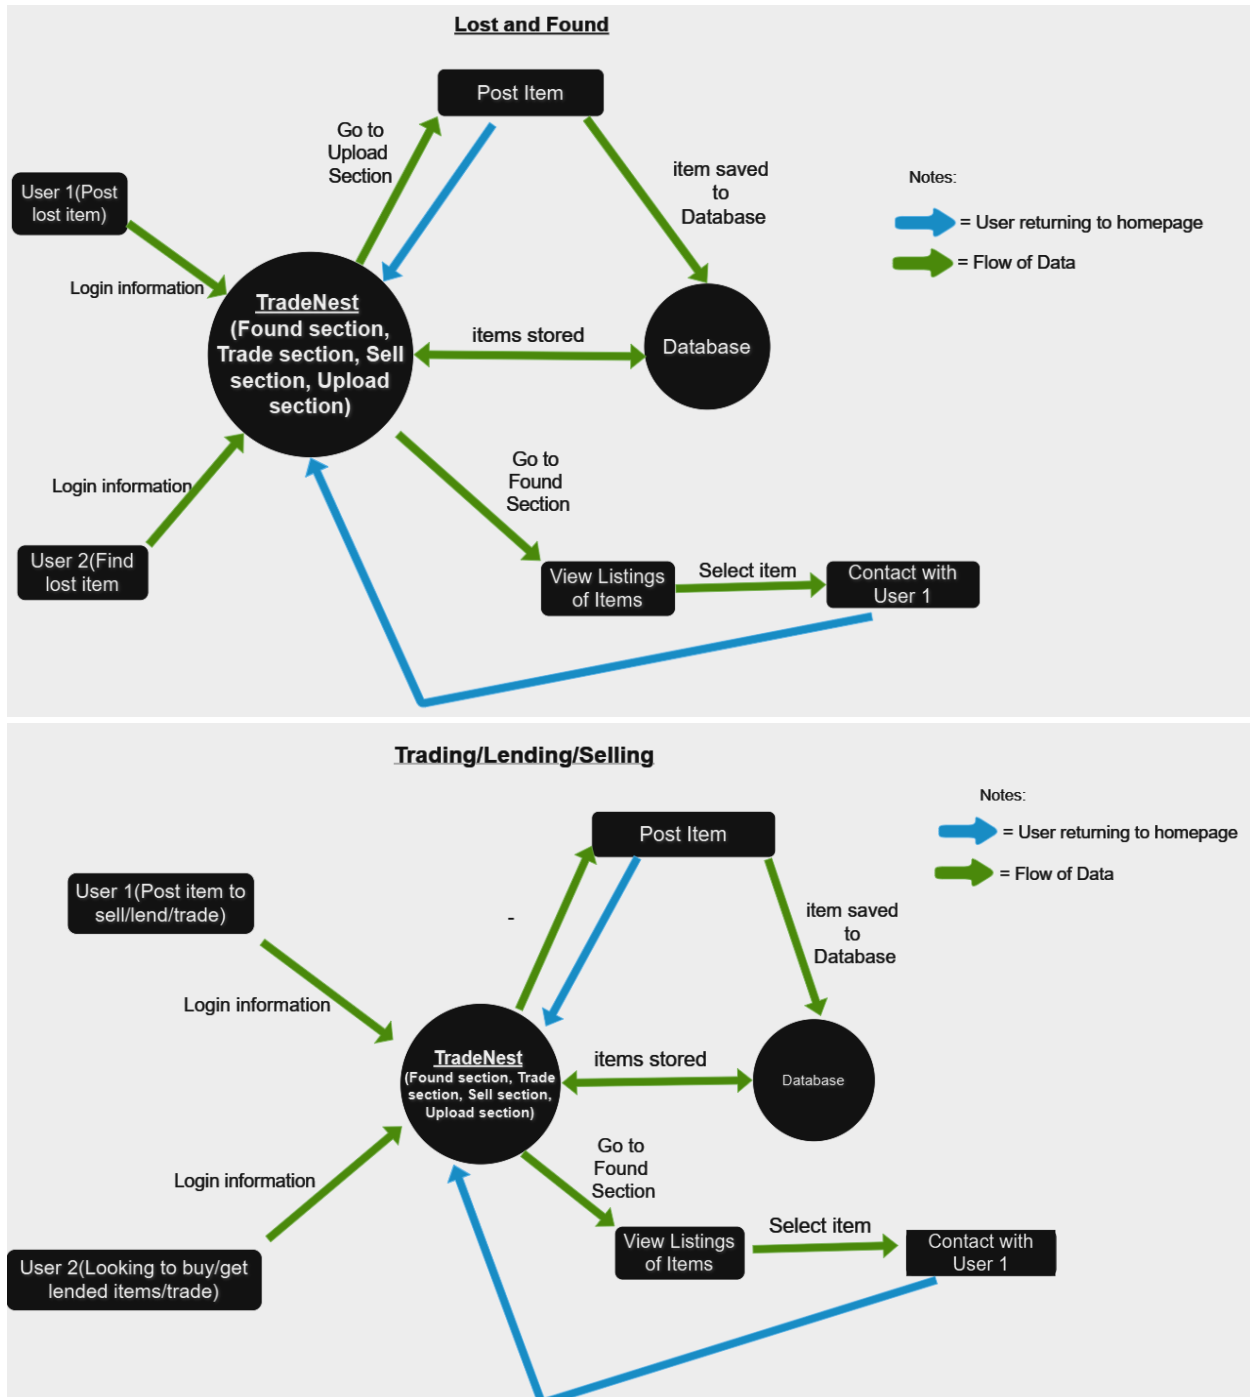 Lost and Found
Post Item
Go to
Upload
Section
item saved
to
Database
Notes:
= User returning to homepage
= Flow of Data
User 1(Post
lost item)
Login information
TradeNest
(Found section,
Trade section, Sell
section, Upload
section)
items stored
Database
Login information
Go to
Found
Section
User 2(Find
lost item
View Listings
of Items
Select item
Contact with
User 1
Trading/Lending/Selling
Notes:
= User returning to homepage
= Flow of Data
Post Item
User 1(Post item to
sell/lend/trade)
-
item saved
to
Database
Login information
TradeNest
(Found section, Trade
section, Sell section,
Upload section)
items stored
Database
Login information
Go to
Found
Section
User 2(Looking to buy/get
lended items/trade)
View Listings
of Items
Select item
Contact with
User 1